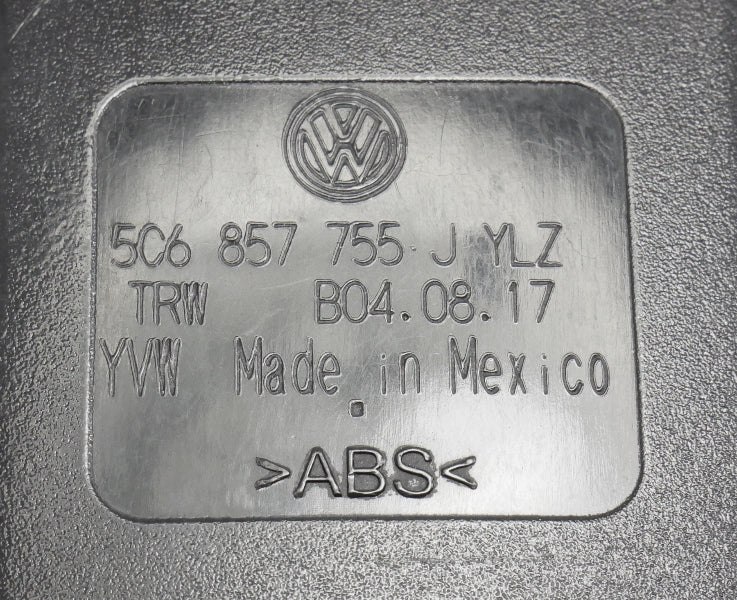 5C6 857 755 J YLZ
TRW B04.08.17
YVW Made in Mexico
>ABS<